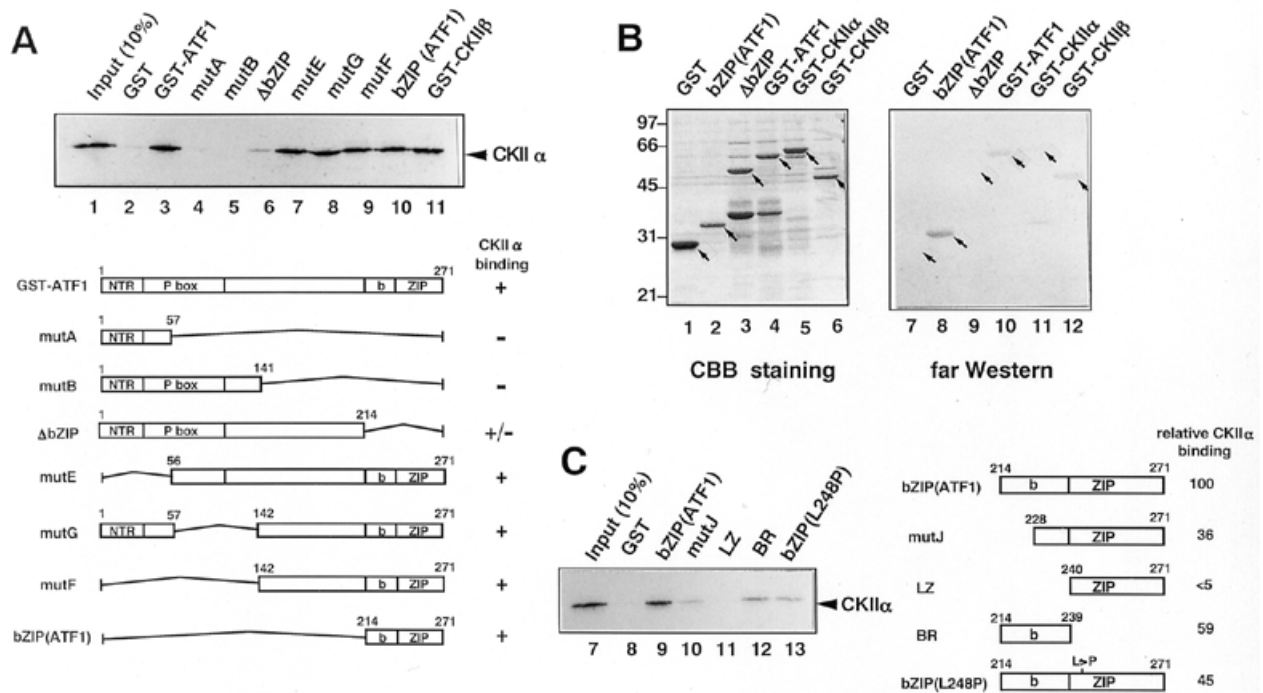 A
Input (10%) GST GST-ATF1 mutA mutB ΔbZIP mutE mutG mutF bZIP (ATF1) GST-CKIIβ
CKII α
1 2 3 4 5 6 7 8 9 10 11
CKII α
binding
1 271
GST-ATF1 NTR P box b ZIP +
1 57
mutA NTR -
1 141
mutB NTR P box -
1 214
ΔbZIP NTR P box +/-
56 271
mutE b ZIP +
1 57 142 271
mutG NTR b ZIP +
142 271
mutF b ZIP +
214 271
bZIP(ATF1) b ZIP +
B
GST bZIP(ATF1) ΔbZIP GST-ATF1 GST-CKIIα GST-CKIIβ
97
66
45
31
21
1 2 3 4 5 6
CBB staining
GST bZIP(ATF1) ΔbZIP GST-ATF1 GST-CKIIα GST-CKIIβ
7 8 9 10 11 12
far Western
C
Input (10%) GST bZIP(ATF1) mutJ LZ BR bZIP(L248P)
CKIIα
7 8 9 10 11 12 13
relative CKIIα
binding
214 271
bZIP(ATF1) b ZIP 100
228 271
mutJ ZIP 36
240 271
LZ ZIP <5
214 239
BR b 59
214 L>P 271
bZIP(L248P) b ZIP 45